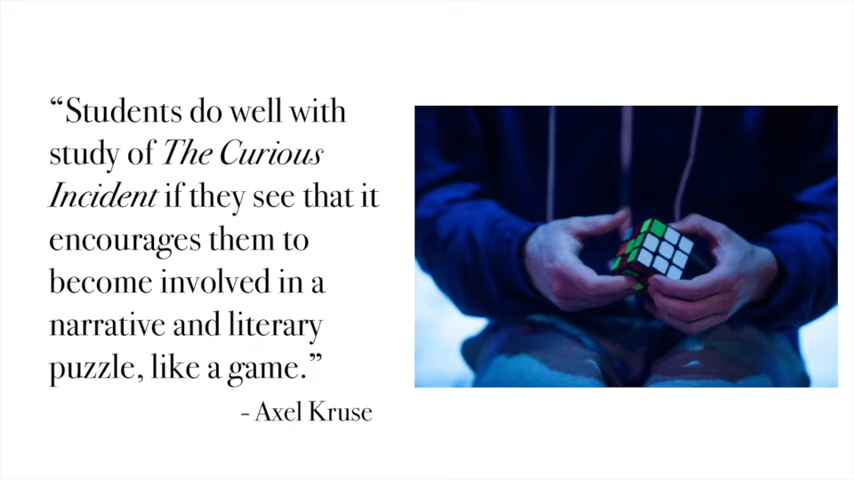 “Students do well with
study of The Curious
Incident if they see that it
encourages them to
become involved in a
narrative and literary
puzzle, like a game.”
– Axel Kruse